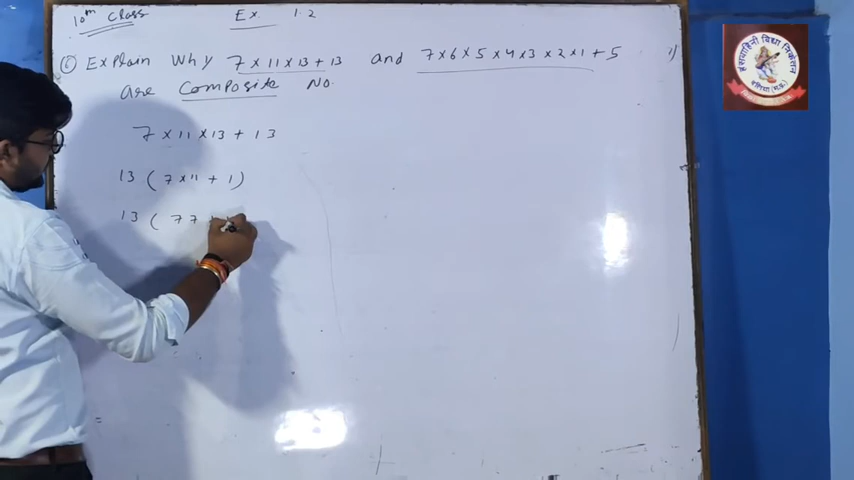 10th Class Ex. 1.2
6) Explain Why 7×11×13+13 and 7×6×5×4×3×2×1+5
are Composite No.
7×11×13+13
13 (7×11 + 1)
13 ( 77 +